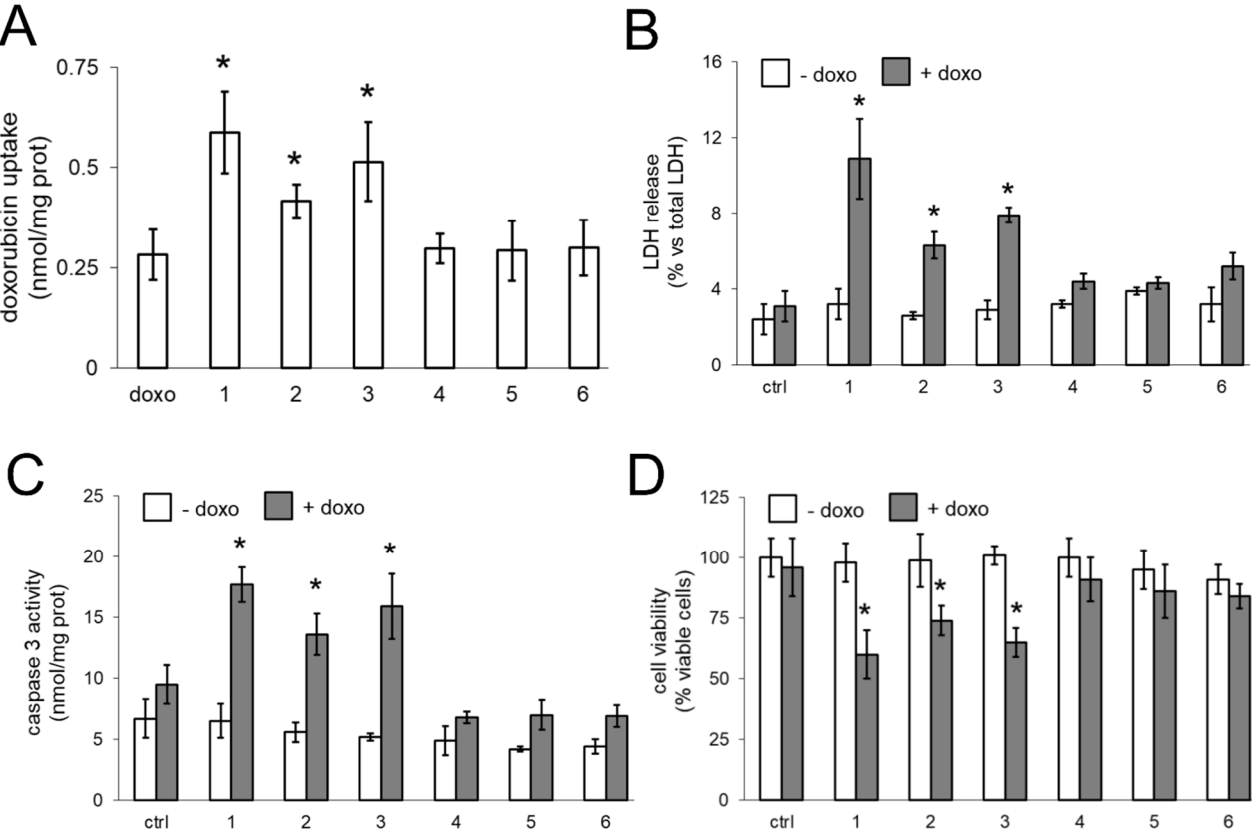 A
doxorubicin uptake
(nmol/mg prot)
0.75
0.5
0.25
0
* * *
doxo 1 2 3 4 5 6
B
LDH release
(% vs total LDH)
16
12
8
4
0
- doxo + doxo
* * *
ctrl 1 2 3 4 5 6
C
caspase 3 activity
(nmol/mg prot)
25
20
15
10
5
0
- doxo + doxo
* * *
ctrl 1 2 3 4 5 6
D
cell viability
(% viable cells)
125
100
75
50
25
0
- doxo + doxo
* * *
ctrl 1 2 3 4 5 6